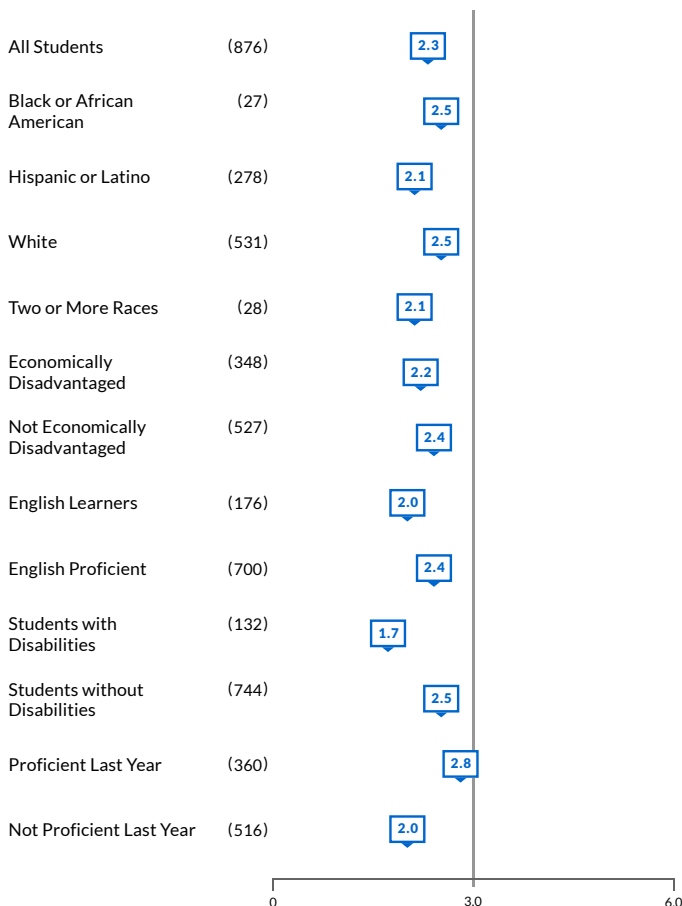 All Students (876) 2.3
Black or African (27)
American 2.5
Hispanic or Latino (278) 2.1
White (531) 2.5
Two or More Races (28) 2.1
Economically (348)
Disadvantaged 2.2
Not Economically (527)
Disadvantaged 2.4
English Learners (176) 2.0
English Proficient (700) 2.4
Students with (132)
Disabilities 1.7
Students without (744)
Disabilities 2.5
Proficient Last Year (360) 2.8
Not Proficient Last Year (516) 2.0
0 3.0 6.0